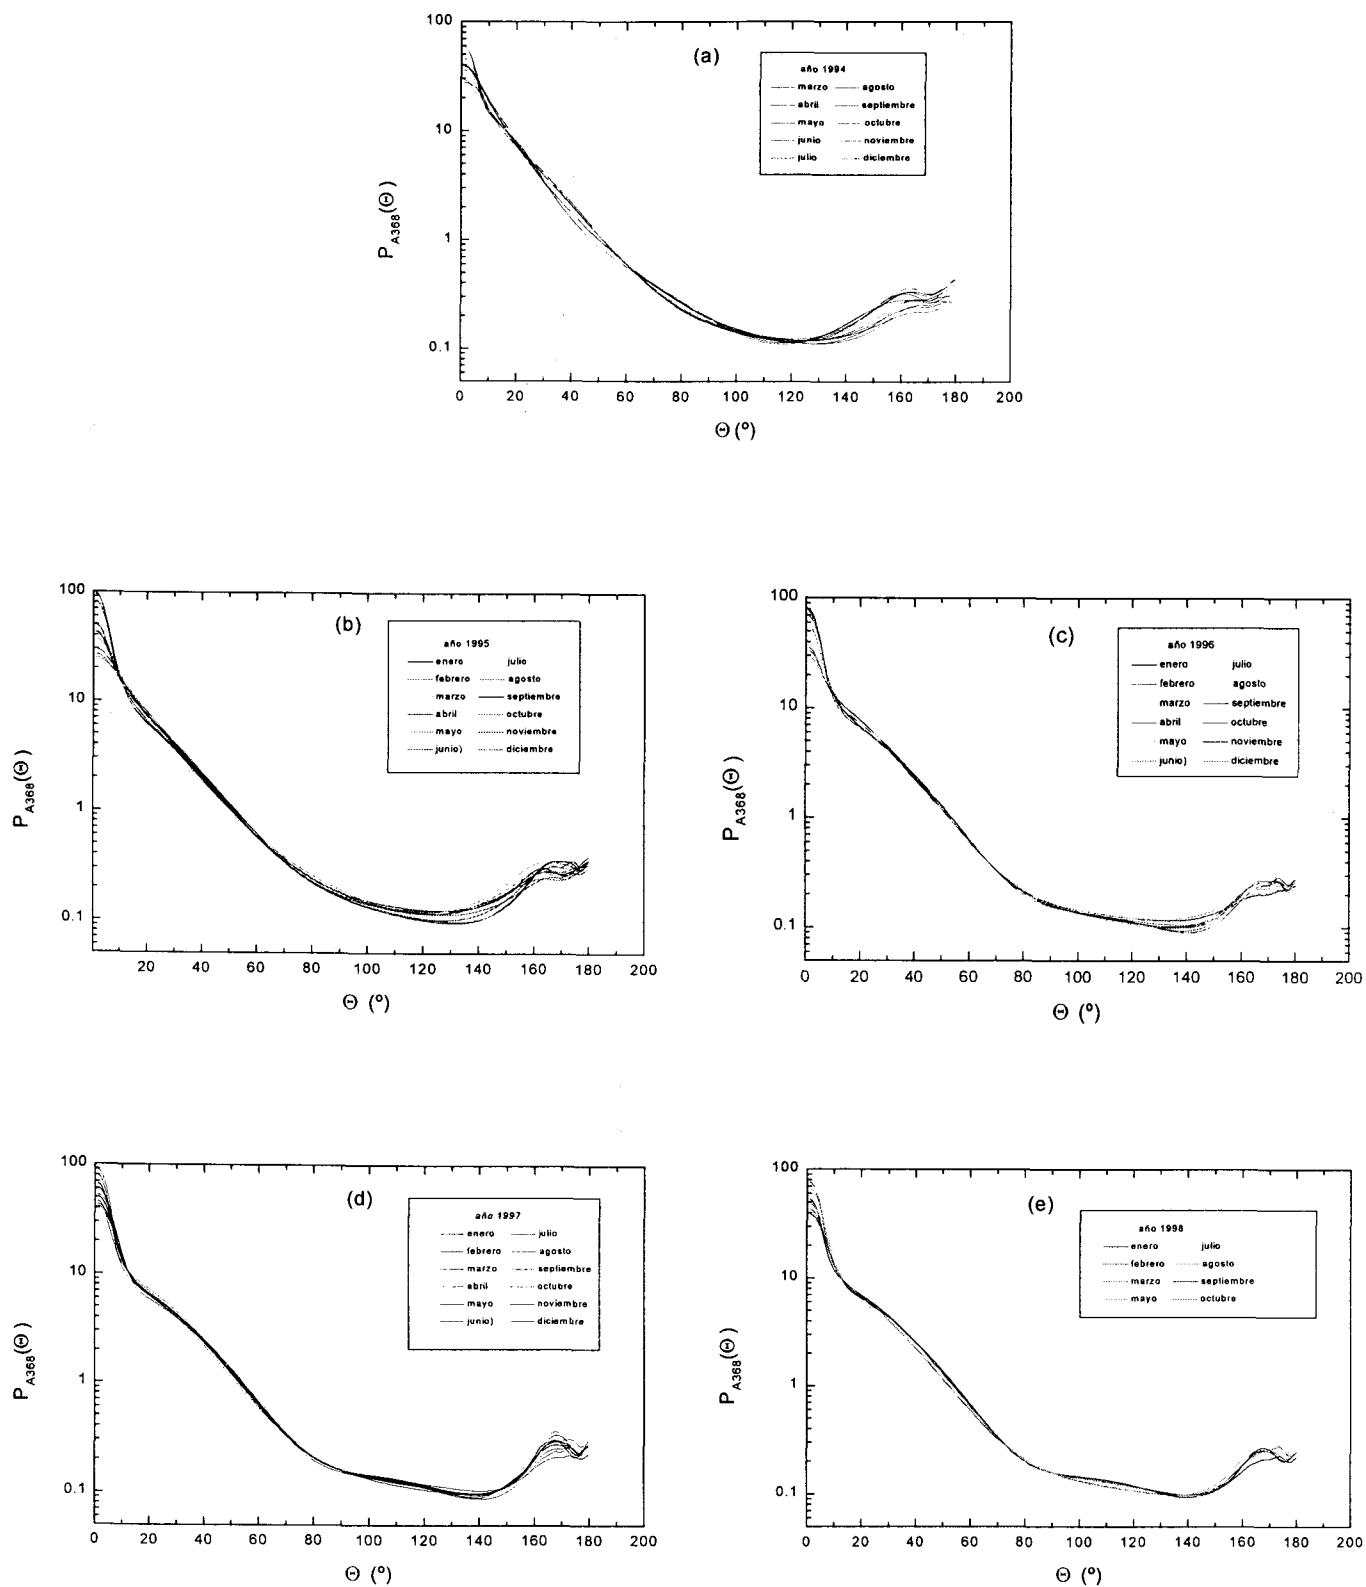 (a)
100
10
1
0.1
P_A368(Θ)
año 1994
marzo agosto
abril septiembre
mayo octubre
junio noviembre
julio diciembre
0 20 40 60 80 100 120 140 160 180 200
Θ (º)
(b)
100
10
1
0.1
P_A368(Θ)
año 1995
enero julio
febrero agosto
marzo septiembre
abril octubre
mayo noviembre
junio) diciembre
20 40 60 80 100 120 140 160 180 200
Θ (º)
(c)
100
10
1
0.1
P_A368(Θ)
año 1996
enero julio
febrero agosto
marzo septiembre
abril octubre
mayo noviembre
junio) diciembre
0 20 40 60 80 100 120 140 160 180 200
Θ (º)
(d)
100
10
1
0.1
P_A368(Θ)
año 1997
enero julio
febrero agosto
marzo septiembre
abril octubre
mayo noviembre
junio) diciembre
0 20 40 60 80 100 120 140 160 180 200
Θ (º)
(e)
100
10
1
0.1
P_A368(Θ)
año 1998
enero julio
febrero agosto
marzo septiembre
mayo octubre
0 20 40 60 80 100 120 140 160 180 200
Θ (º)